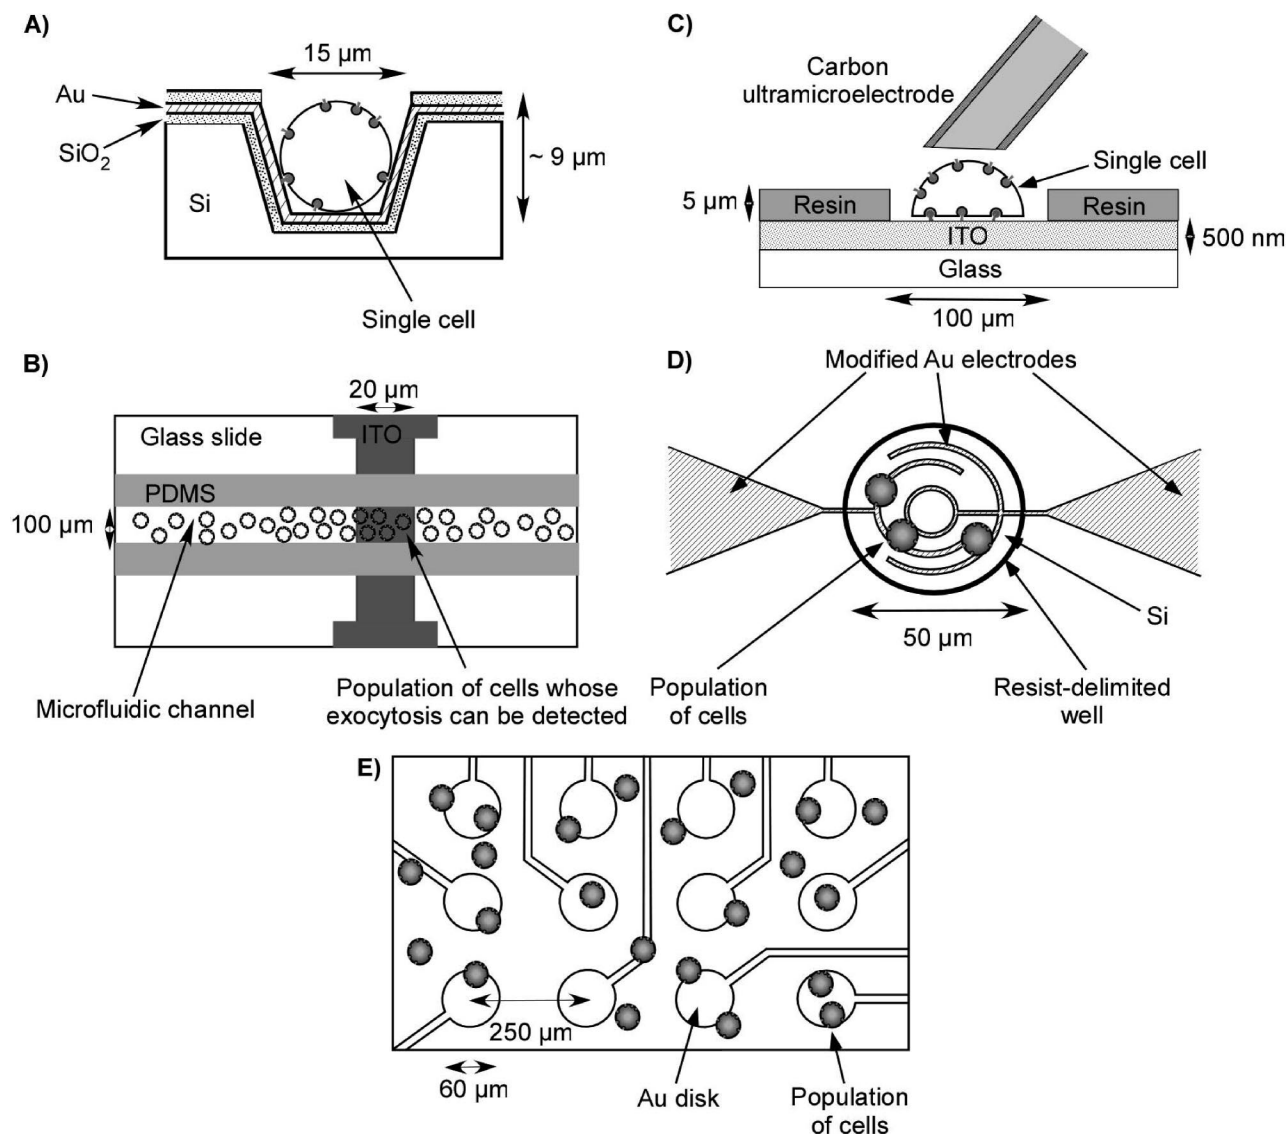 A)
15 µm
Au
SiO2
Si
~ 9 µm
Single cell
C)
Carbon
ultramicroelectrode
Single cell
5 µm
Resin
Resin
ITO
500 nm
Glass
100 µm
B)
20 µm
Glass slide
ITO
PDMS
100 µm
Microfluidic channel
Population of cells whose
exocytosis can be detected
D)
Modified Au electrodes
50 µm
Si
Population
of cells
Resist-delimited
well
E)
250 µm
60 µm
Au disk
Population
of cells